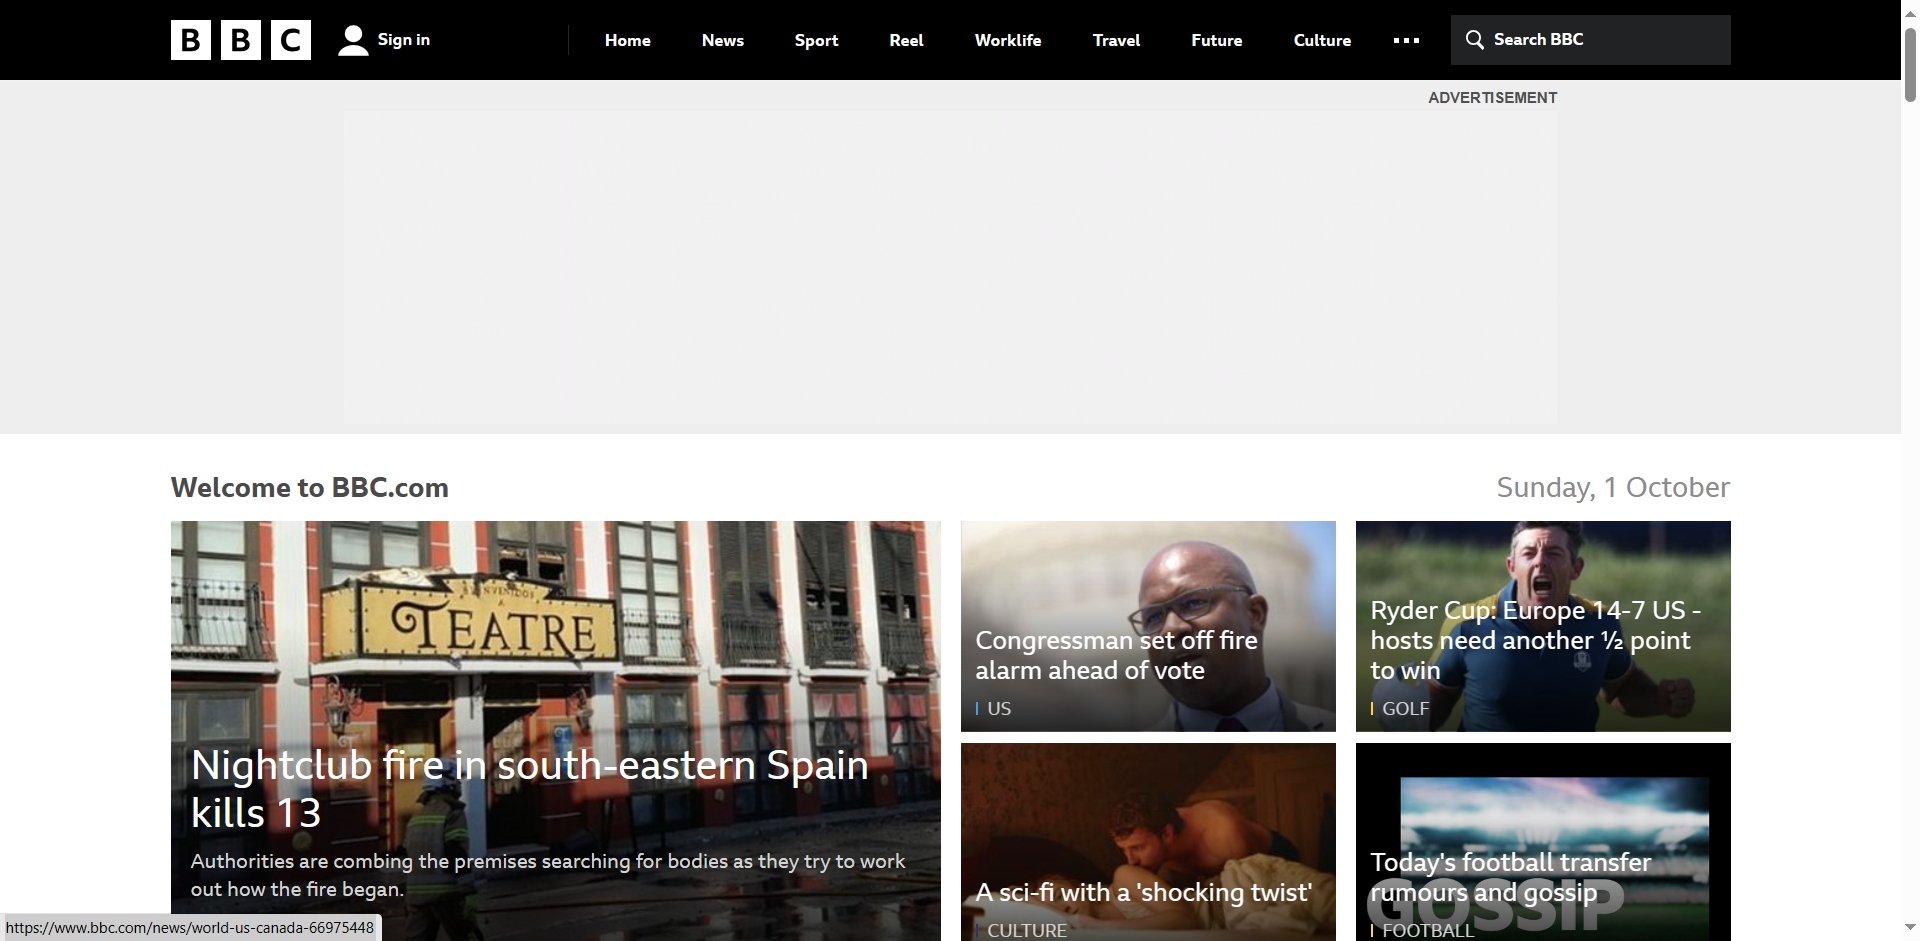 BBC
Sign in
Home
News
Sport
Reel
Worklife
Travel
Future
Culture
Search BBC
ADVERTISEMENT
Welcome to BBC.com
Sunday, 1 October
BIENVENIDOS
A
TEATRE
Nightclub fire in south-eastern Spain
kills 13
Authorities are combing the premises searching for bodies as they try to work
out how the fire began.
Congressman set off fire
alarm ahead of vote
US
Ryder Cup: Europe 14-7 US -
hosts need another ½ point
to win
GOLF
A sci-fi with a 'shocking twist'
CULTURE
Today's football transfer
rumours and gossip
GOSSIP
FOOTBALL
https://www.bbc.com/news/world-us-canada-66975448